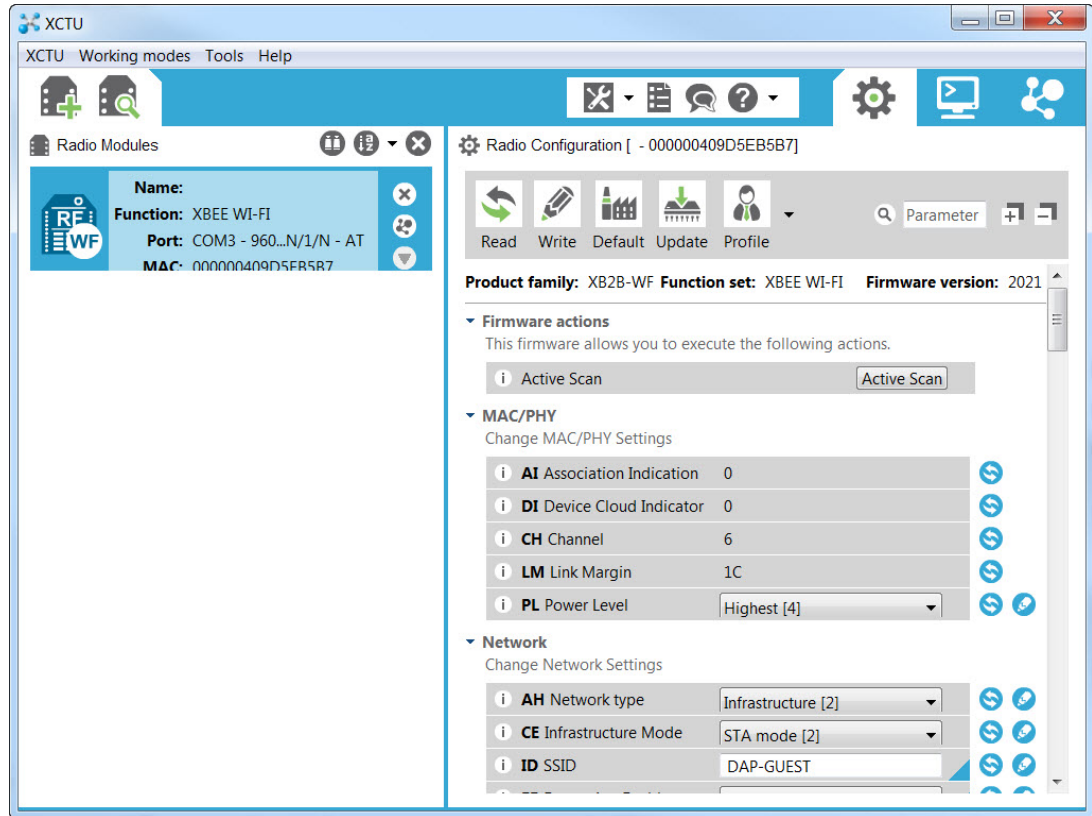 XCTU
XCTU Working modes Tools Help
Radio Modules
Name:
Function: XBEE WI-FI
Port: COM3 - 960...N/1/N - AT
MAC: 000000409D5EB5B7
RF
WF
Radio Configuration [ - 000000409D5EB5B7]
Read Write Default Update Profile
Parameter
Product family: XB2B-WF Function set: XBEE WI-FI Firmware version: 2021
Firmware actions
This firmware allows you to execute the following actions.
i Active Scan Active Scan
MAC/PHY
Change MAC/PHY Settings
i AI Association Indication 0
i DI Device Cloud Indicator 0
i CH Channel 6
i LM Link Margin 1C
i PL Power Level Highest [4]
Network
Change Network Settings
i AH Network type Infrastructure [2]
i CE Infrastructure Mode STA mode [2]
i ID SSID DAP-GUEST